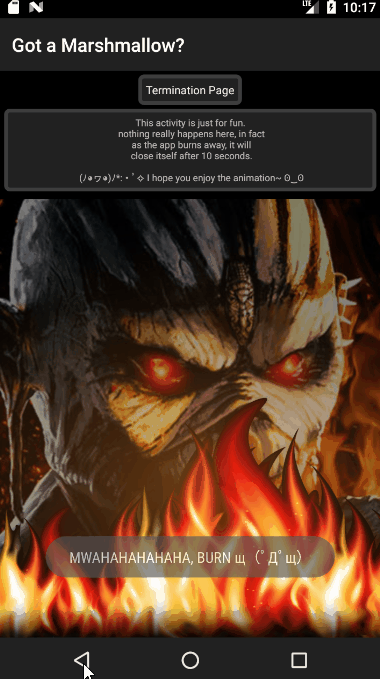 LTE 10:17
Got a Marshmallow?
Termination Page
This activity is just for fun.
nothing really happens here, in fact
as the app burns away, it will
close itself after 10 seconds.
(ﾉ◕ヮ◕)ﾉ*:・ﾟ✧ I hope you enjoy the animation~ ʘ‿ʘ
MWAHAHAHAHAHA, BURN щ（ﾟДﾟщ）